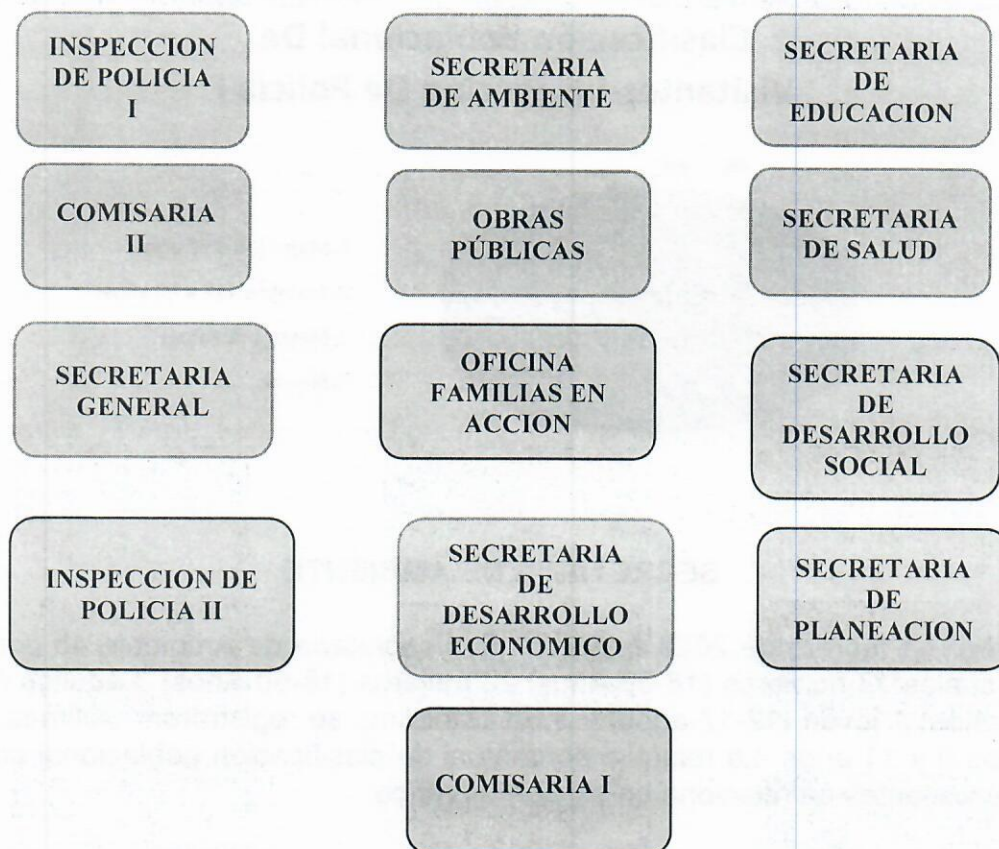 INSPECCION
DE POLICIA
I
SECRETARIA
DE AMBIENTE
SECRETARIA
DE
EDUCACION
COMISARIA
II
OBRAS
PÚBLICAS
SECRETARIA
DE SALUD
SECRETARIA
GENERAL
OFICINA
FAMILIAS EN
ACCION
SECRETARIA
DE
DESARROLLO
SOCIAL
INSPECCION DE
POLICIA II
SECRETARIA
DE
DESARROLLO
ECONOMICO
SECRETARIA
DE
PLANEACION
COMISARIA I